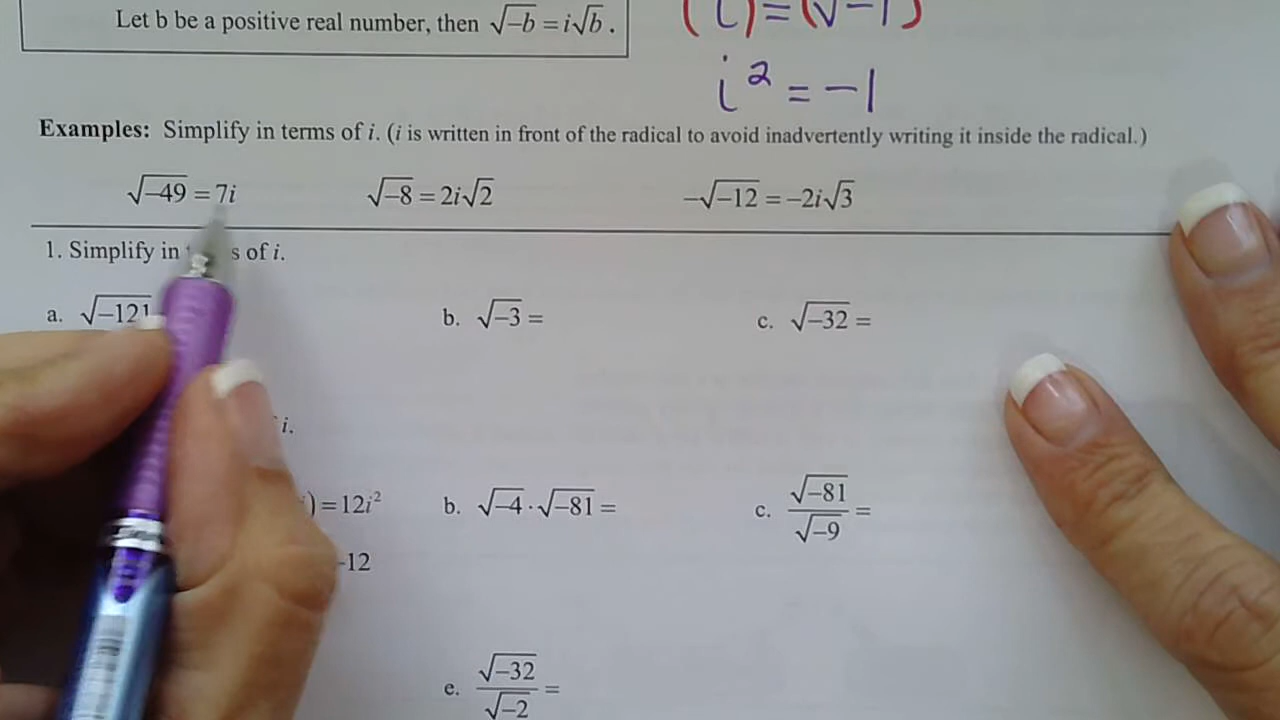 Let b be a positive real number, then √-b = i√b .
(i)=(√-1)
i² = -1
Examples: Simplify in terms of i. (i is written in front of the radical to avoid inadvertently writing it inside the radical.)
√-49 = 7i √-8 = 2i√2 -√-12 = -2i√3
1. Simplify in s of i.
a. √-121 b. √-3 = c. √-32 =
i.
) = 12i² b. √-4 · √-81 = c. √-81/√-9 =
-12
e. √-32/√-2 =